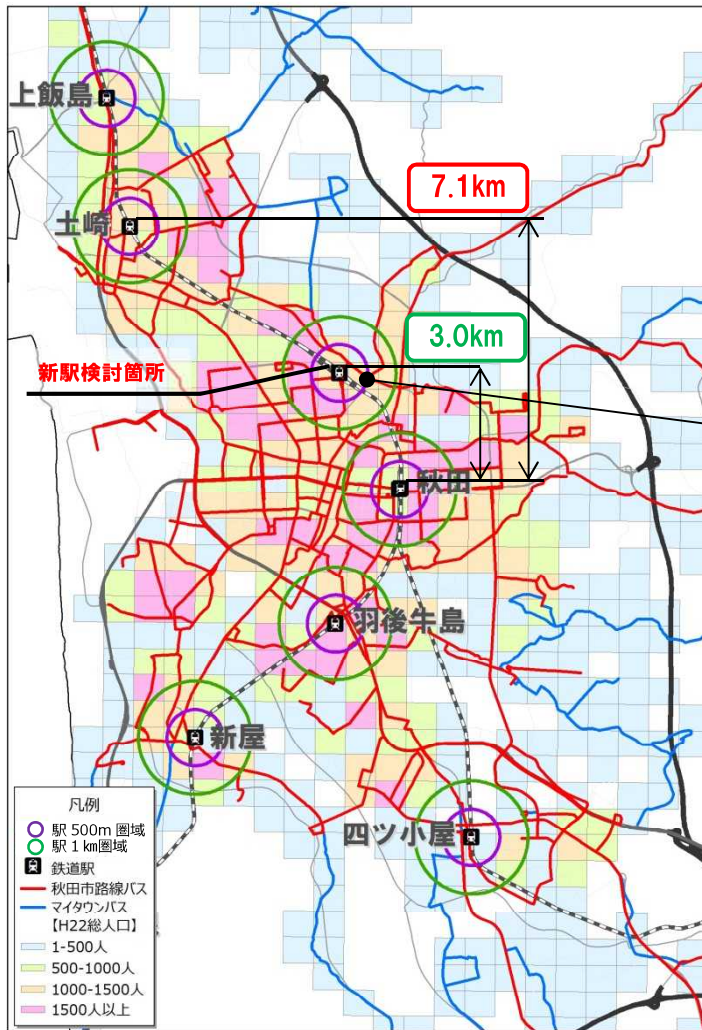 上飯島
土崎
7.1km
3.0km
新駅検討箇所
秋田
羽後牛島
新屋
四ツ小屋
凡例
駅 500m 圏域
駅 1 km圏域
鉄道駅
秋田市路線バス
マイタウンバス
【H22総人口】
1-500人
500-1000人
1000-1500人
1500人以上